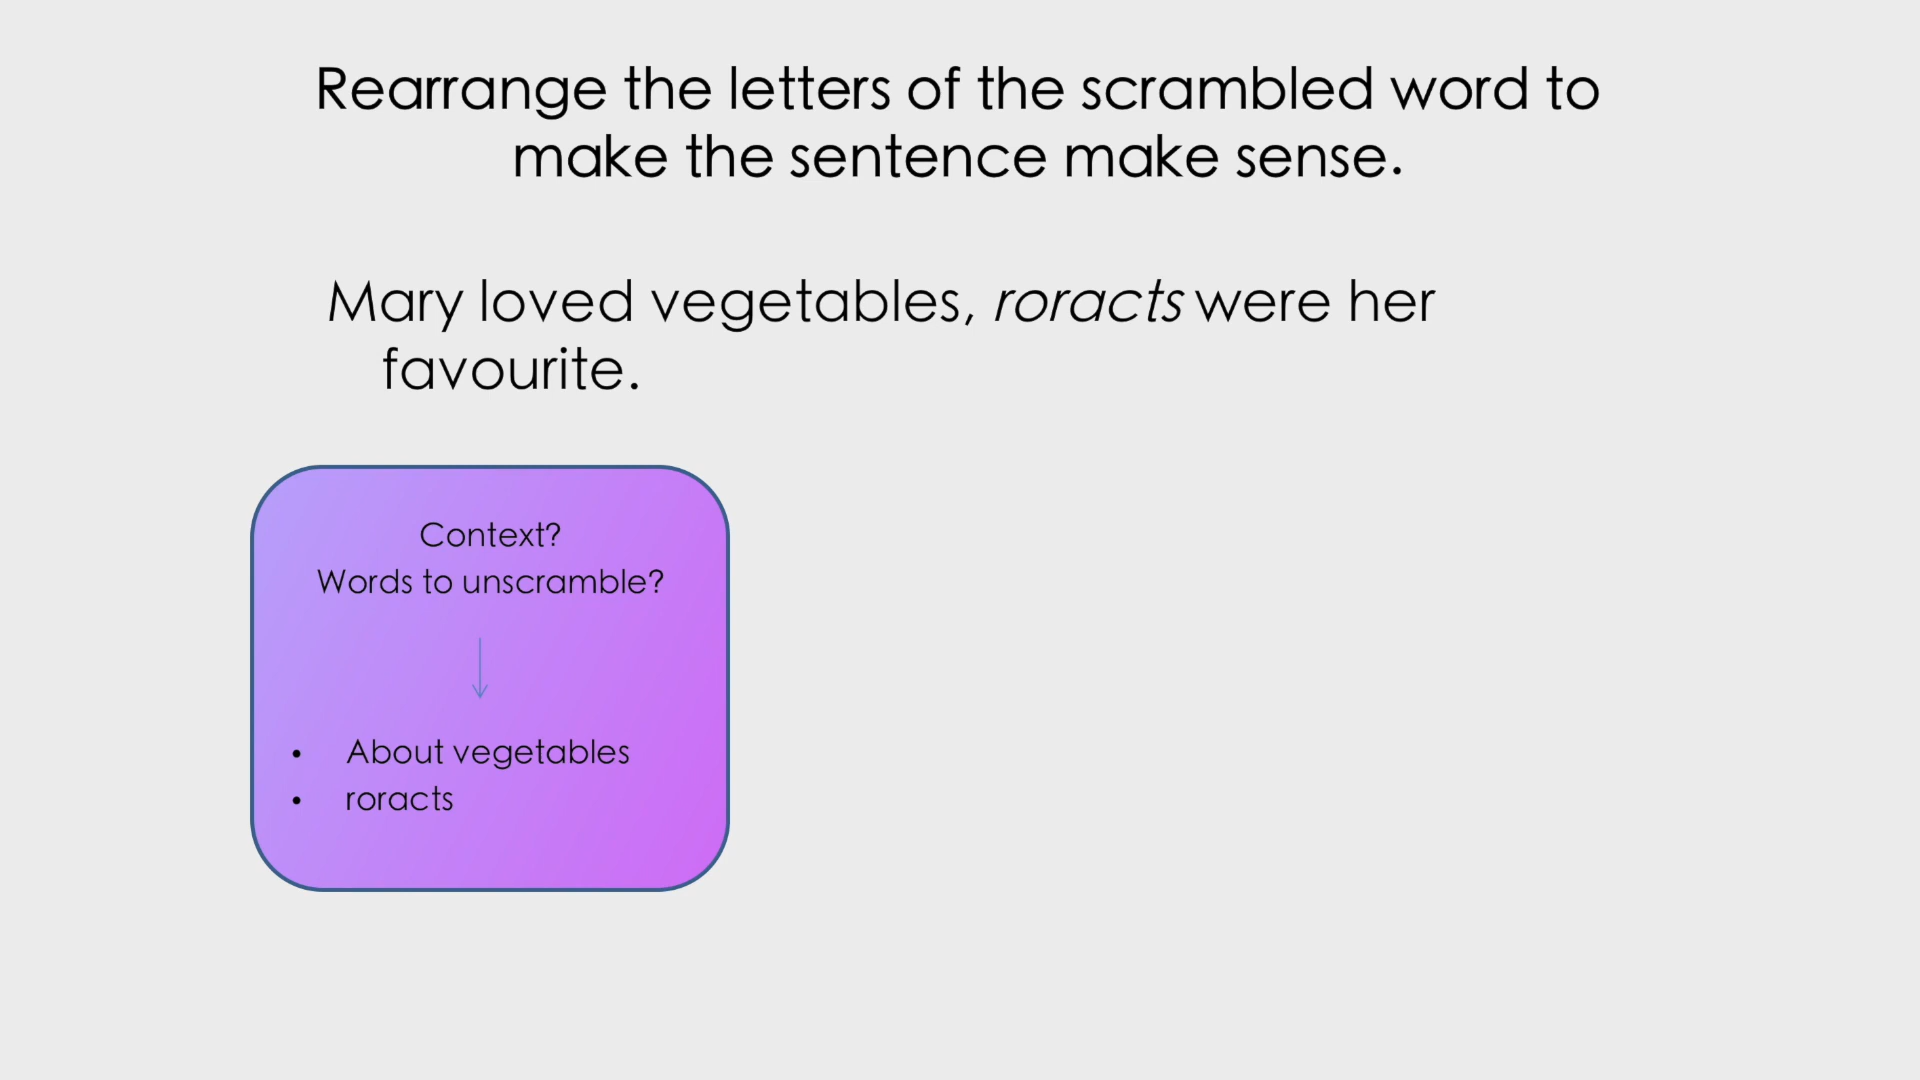 Rearrange the letters of the scrambled word to
make the sentence make sense.
Mary loved vegetables, roracts were her
favourite.
Context?
Words to unscramble?
• About vegetables
• roracts